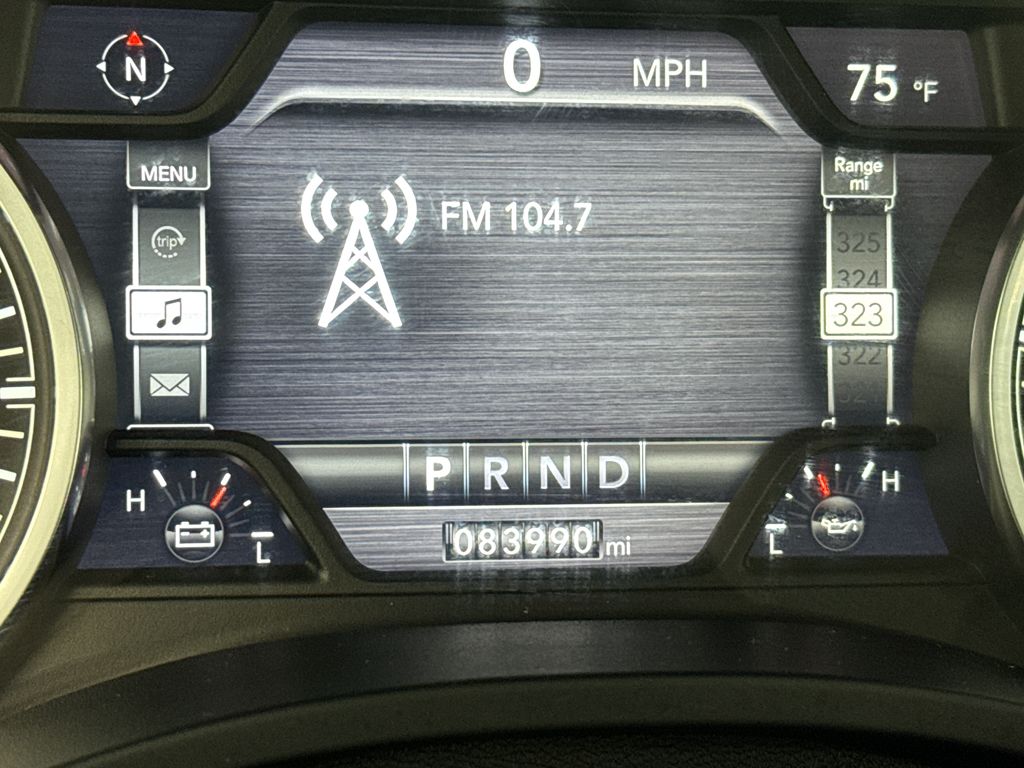 N
0 MPH
75 °F
MENU
trip
FM 104.7
Range
mi
325
324
323
322
P R N D
H
L
083990 mi
L
H